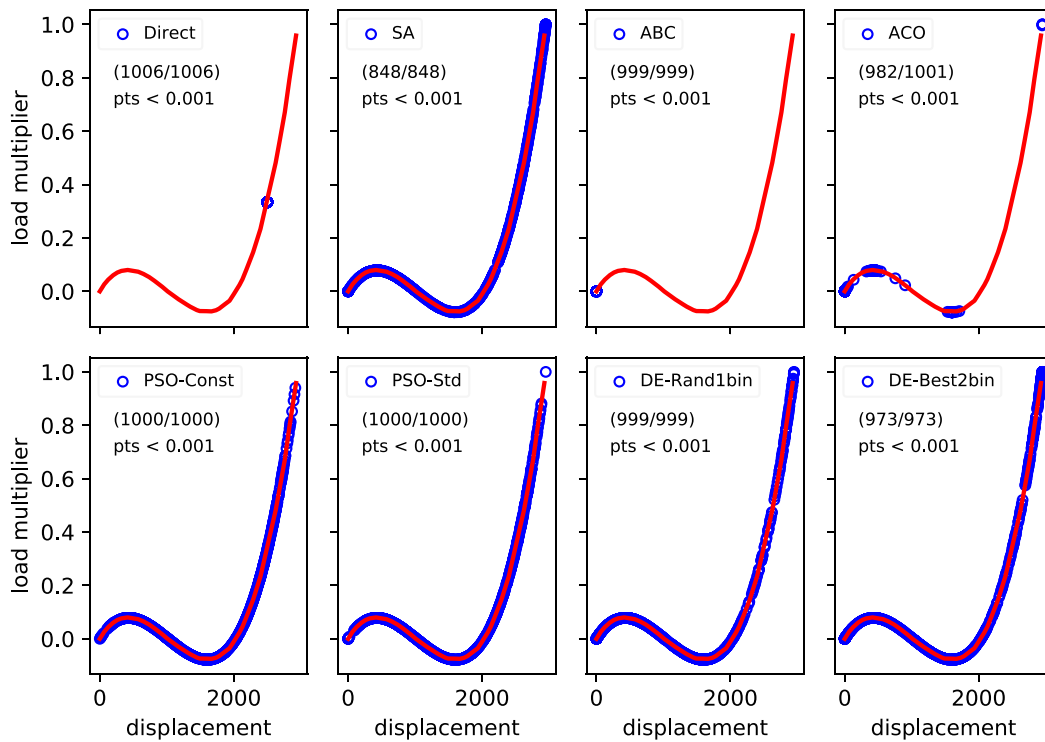 load multiplier
1.0
0.8
0.6
0.4
0.2
0.0
Direct
(1006/1006)
pts < 0.001
0
2000
SA
(848/848)
pts < 0.001
ABC
(999/999)
pts < 0.001
ACO
(982/1001)
pts < 0.001
load multiplier
1.0
0.8
0.6
0.4
0.2
0.0
PSO-Const
(1000/1000)
pts < 0.001
PSO-Std
(1000/1000)
pts < 0.001
DE-Rand1bin
(999/999)
pts < 0.001
DE-Best2bin
(973/973)
pts < 0.001
0 2000
0 2000
0 2000
0 2000
displacement
displacement
displacement
displacement